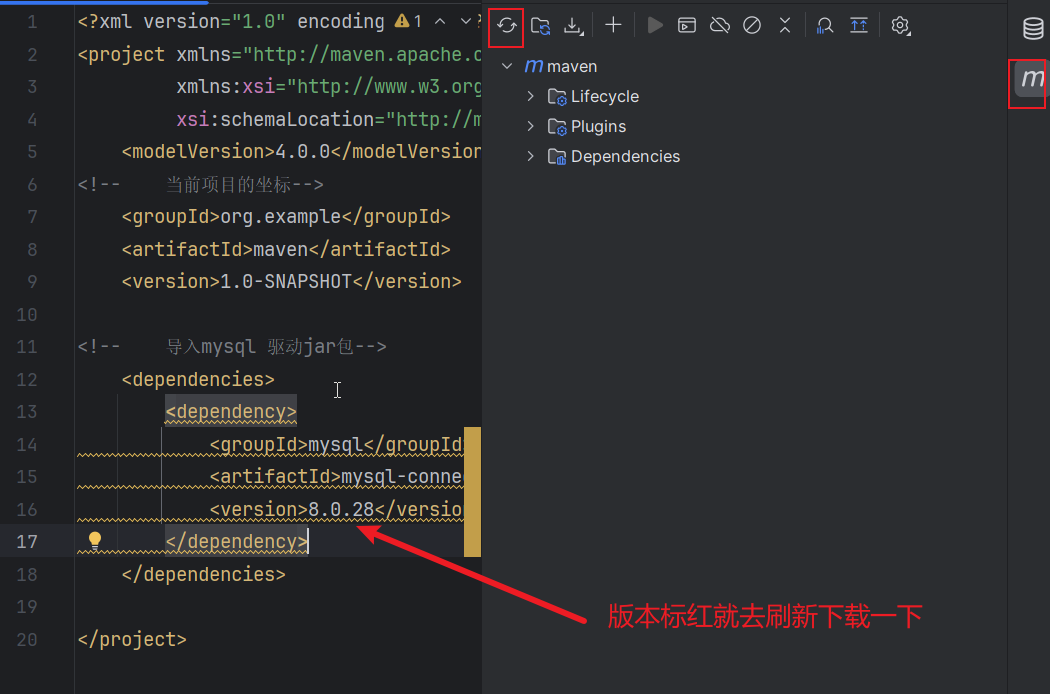 1 <?xml version="1.0" encoding 1
2 <project xmlns="http://maven.apache.o
3 xmlns:xsi="http://www.w3.org
4 xsi:schemaLocation="http://m
5 <modelVersion>4.0.0</modelVersion
6 <!-- 当前项目的坐标-->
7 <groupId>org.example</groupId>
8 <artifactId>maven</artifactId>
9 <version>1.0-SNAPSHOT</version>
10
11 <!-- 导入mysql 驱动jar包-->
12 <dependencies>
13 <dependency>
14 <groupId>mysql</groupId
15 <artifactId>mysql-conne
16 <version>8.0.28</versio
17 </dependency>
18 </dependencies>
19
20 </project>
m maven
Lifecycle
Plugins
Dependencies
m
版本标红就去刷新下载一下